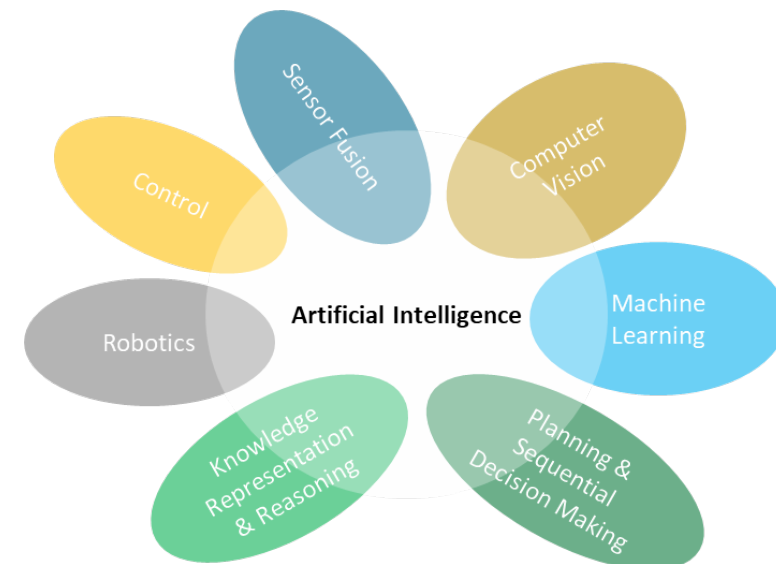 Sensor Fusion
Computer
Vision
Control
Artificial Intelligence
Machine
Learning
Robotics
Knowledge
Representation
& Reasoning
Planning &
Sequential
Decision Making